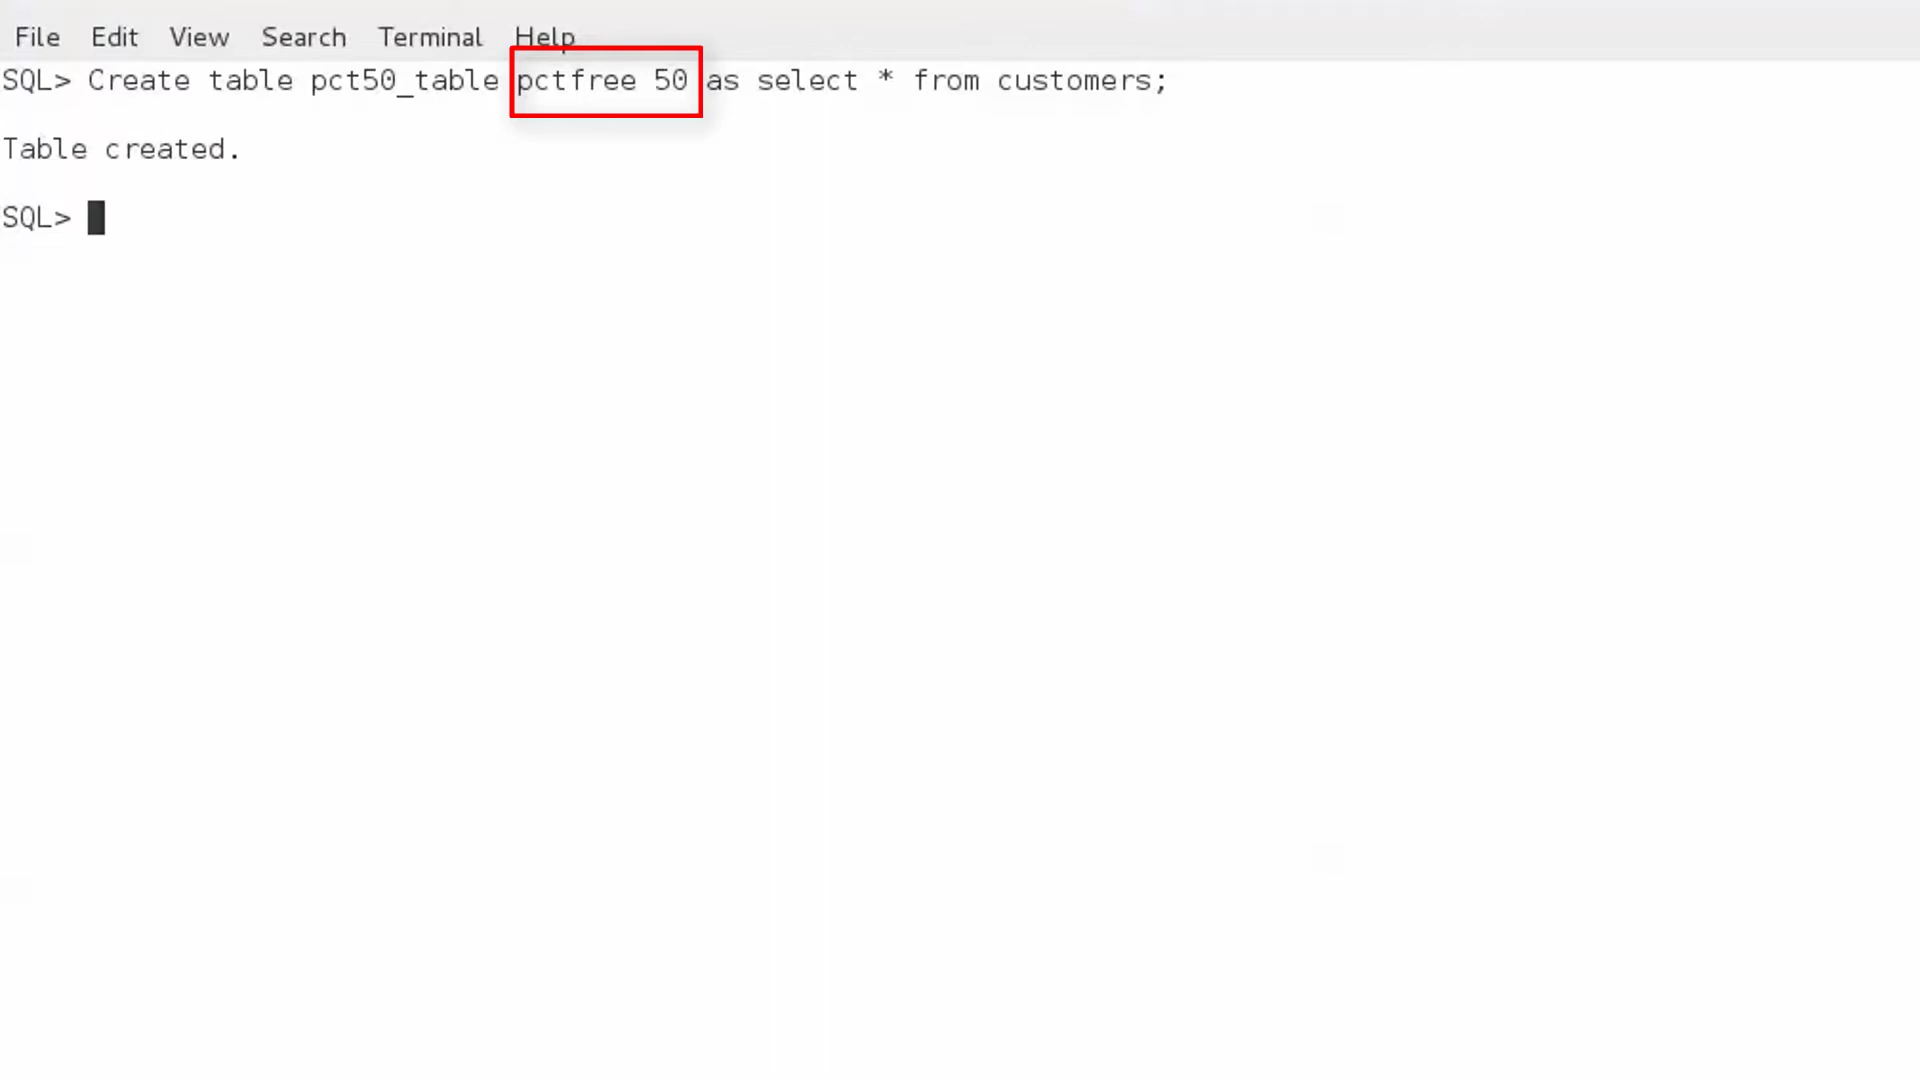 File Edit View Search Terminal Help
SQL> Create table pct50_table pctfree 50 as select * from customers;
Table created.
SQL>